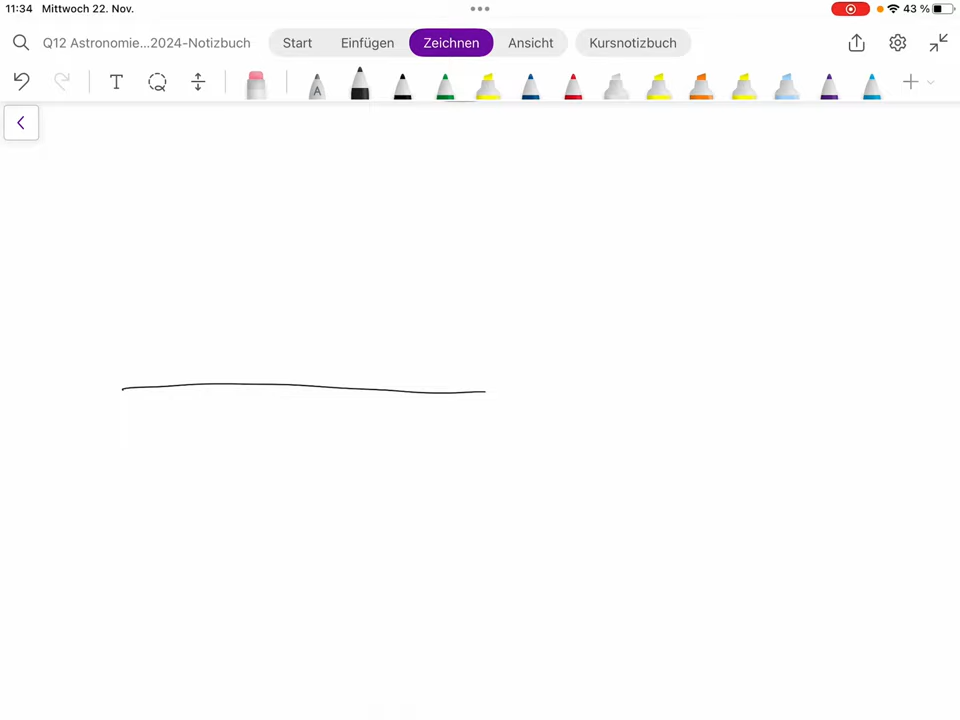 11:34 Mittwoch 22. Nov. 43 %
Q12 Astronomie...2024-Notizbuch Start Einfügen Zeichnen Ansicht Kursnotizbuch
T A